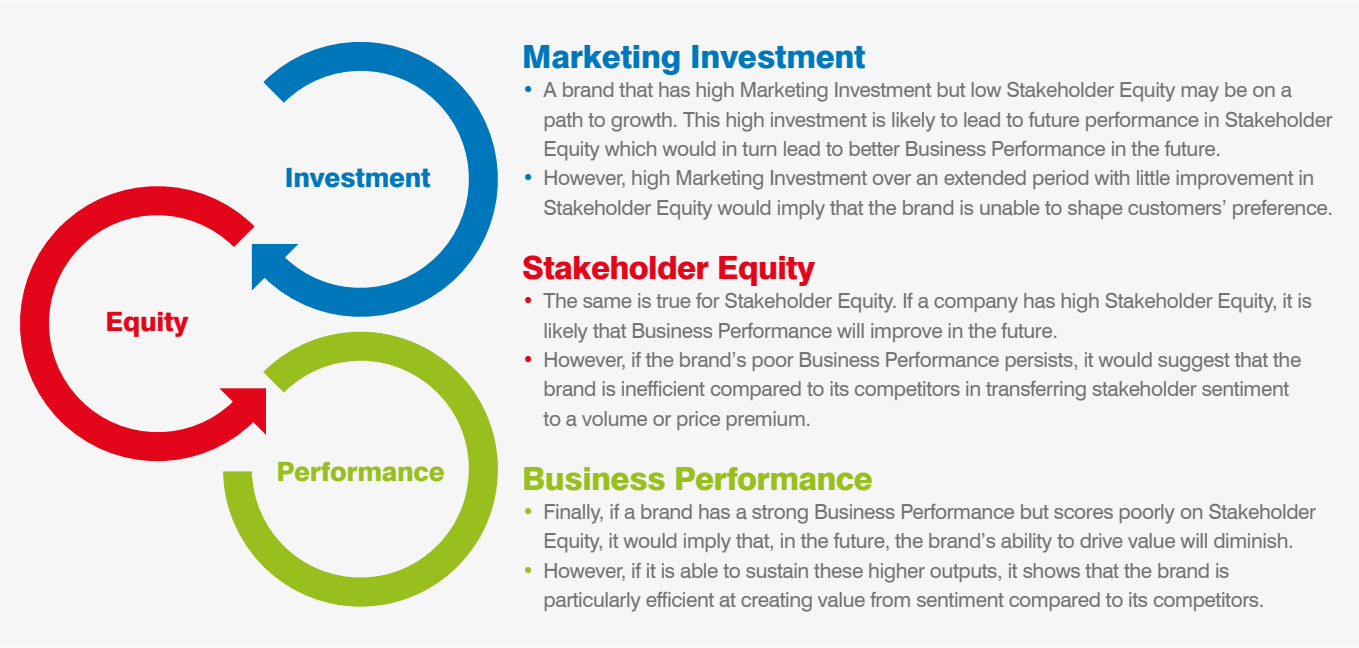 Investment
Equity
Performance
Marketing Investment
• A brand that has high Marketing Investment but low Stakeholder Equity may be on a
path to growth. This high investment is likely to lead to future performance in Stakeholder
Equity which would in turn lead to better Business Performance in the future.
• However, high Marketing Investment over an extended period with little improvement in
Stakeholder Equity would imply that the brand is unable to shape customers’ preference.
Stakeholder Equity
• The same is true for Stakeholder Equity. If a company has high Stakeholder Equity, it is
likely that Business Performance will improve in the future.
• However, if the brand’s poor Business Performance persists, it would suggest that the
brand is inefficient compared to its competitors in transferring stakeholder sentiment
to a volume or price premium.
Business Performance
• Finally, if a brand has a strong Business Performance but scores poorly on Stakeholder
Equity, it would imply that, in the future, the brand’s ability to drive value will diminish.
• However, if it is able to sustain these higher outputs, it shows that the brand is
particularly efficient at creating value from sentiment compared to its competitors.